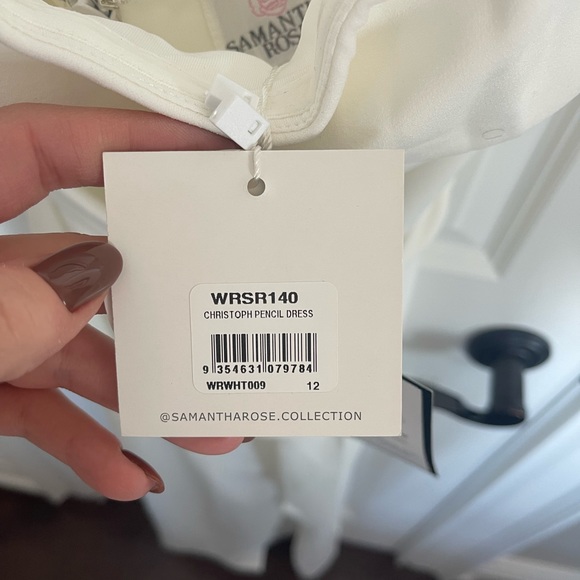 SAMANTHA
ROSE
WRSR140
CHRISTOPH PENCIL DRESS
9 354631 079784
WRWHT009 12
@SAMANTHAROSE.COLLECTION